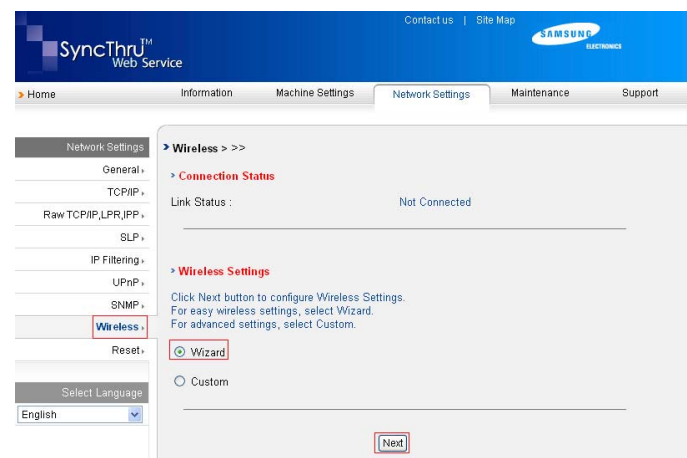 Contact us | Site Map
SAMSUNG
ELECTRONICS
SyncThru™
Web Service
Home
Information
Machine Settings
Network Settings
Maintenance
Support
Network Settings
General
TCP/IP
Raw TCP/IP,LPR,IPP
SLP
IP Filtering
UPnP
SNMP
Wireless
Reset
Select Language
English
Wireless > >>
Connection Status
Link Status :
Not Connected
Wireless Settings
Click Next button to configure Wireless Settings.
For easy wireless settings, select Wizard.
For advanced settings, select Custom.
Wizard
Custom
Next